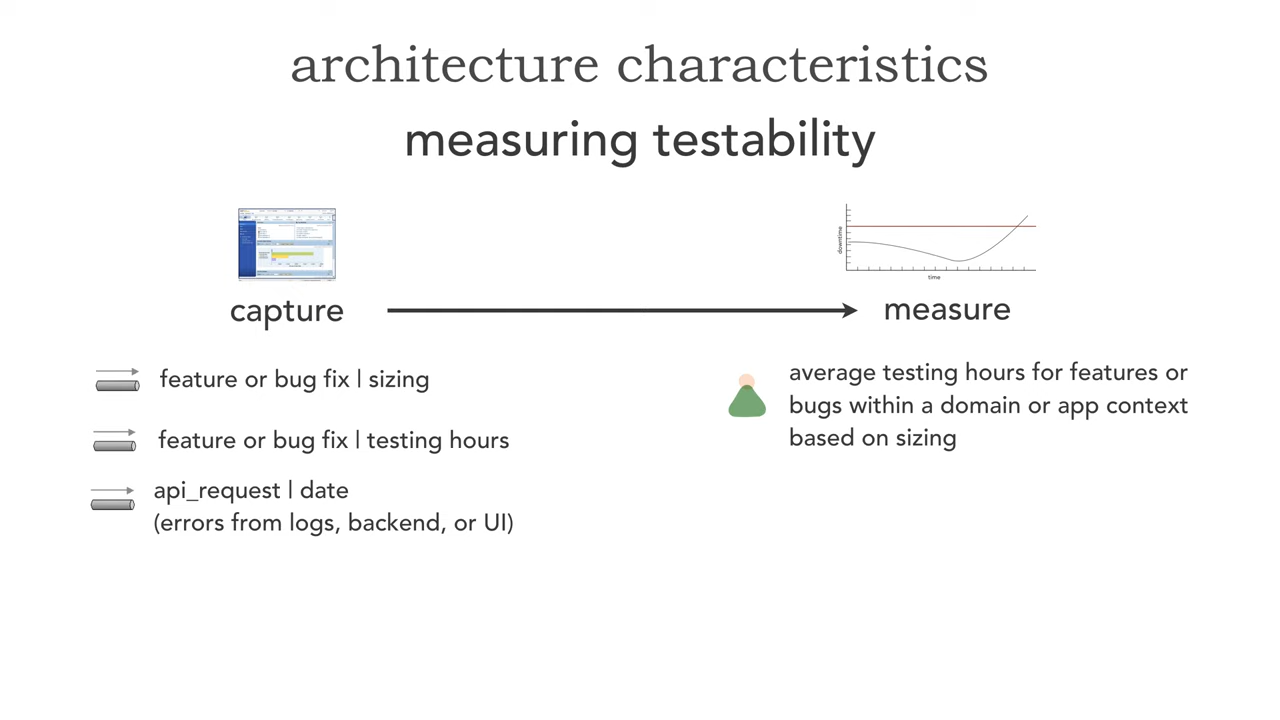 architecture characteristics
measuring testability
downtime
time
capture
measure
feature or bug fix | sizing
feature or bug fix | testing hours
api_request | date
(errors from logs, backend, or UI)
average testing hours for features or
bugs within a domain or app context
based on sizing